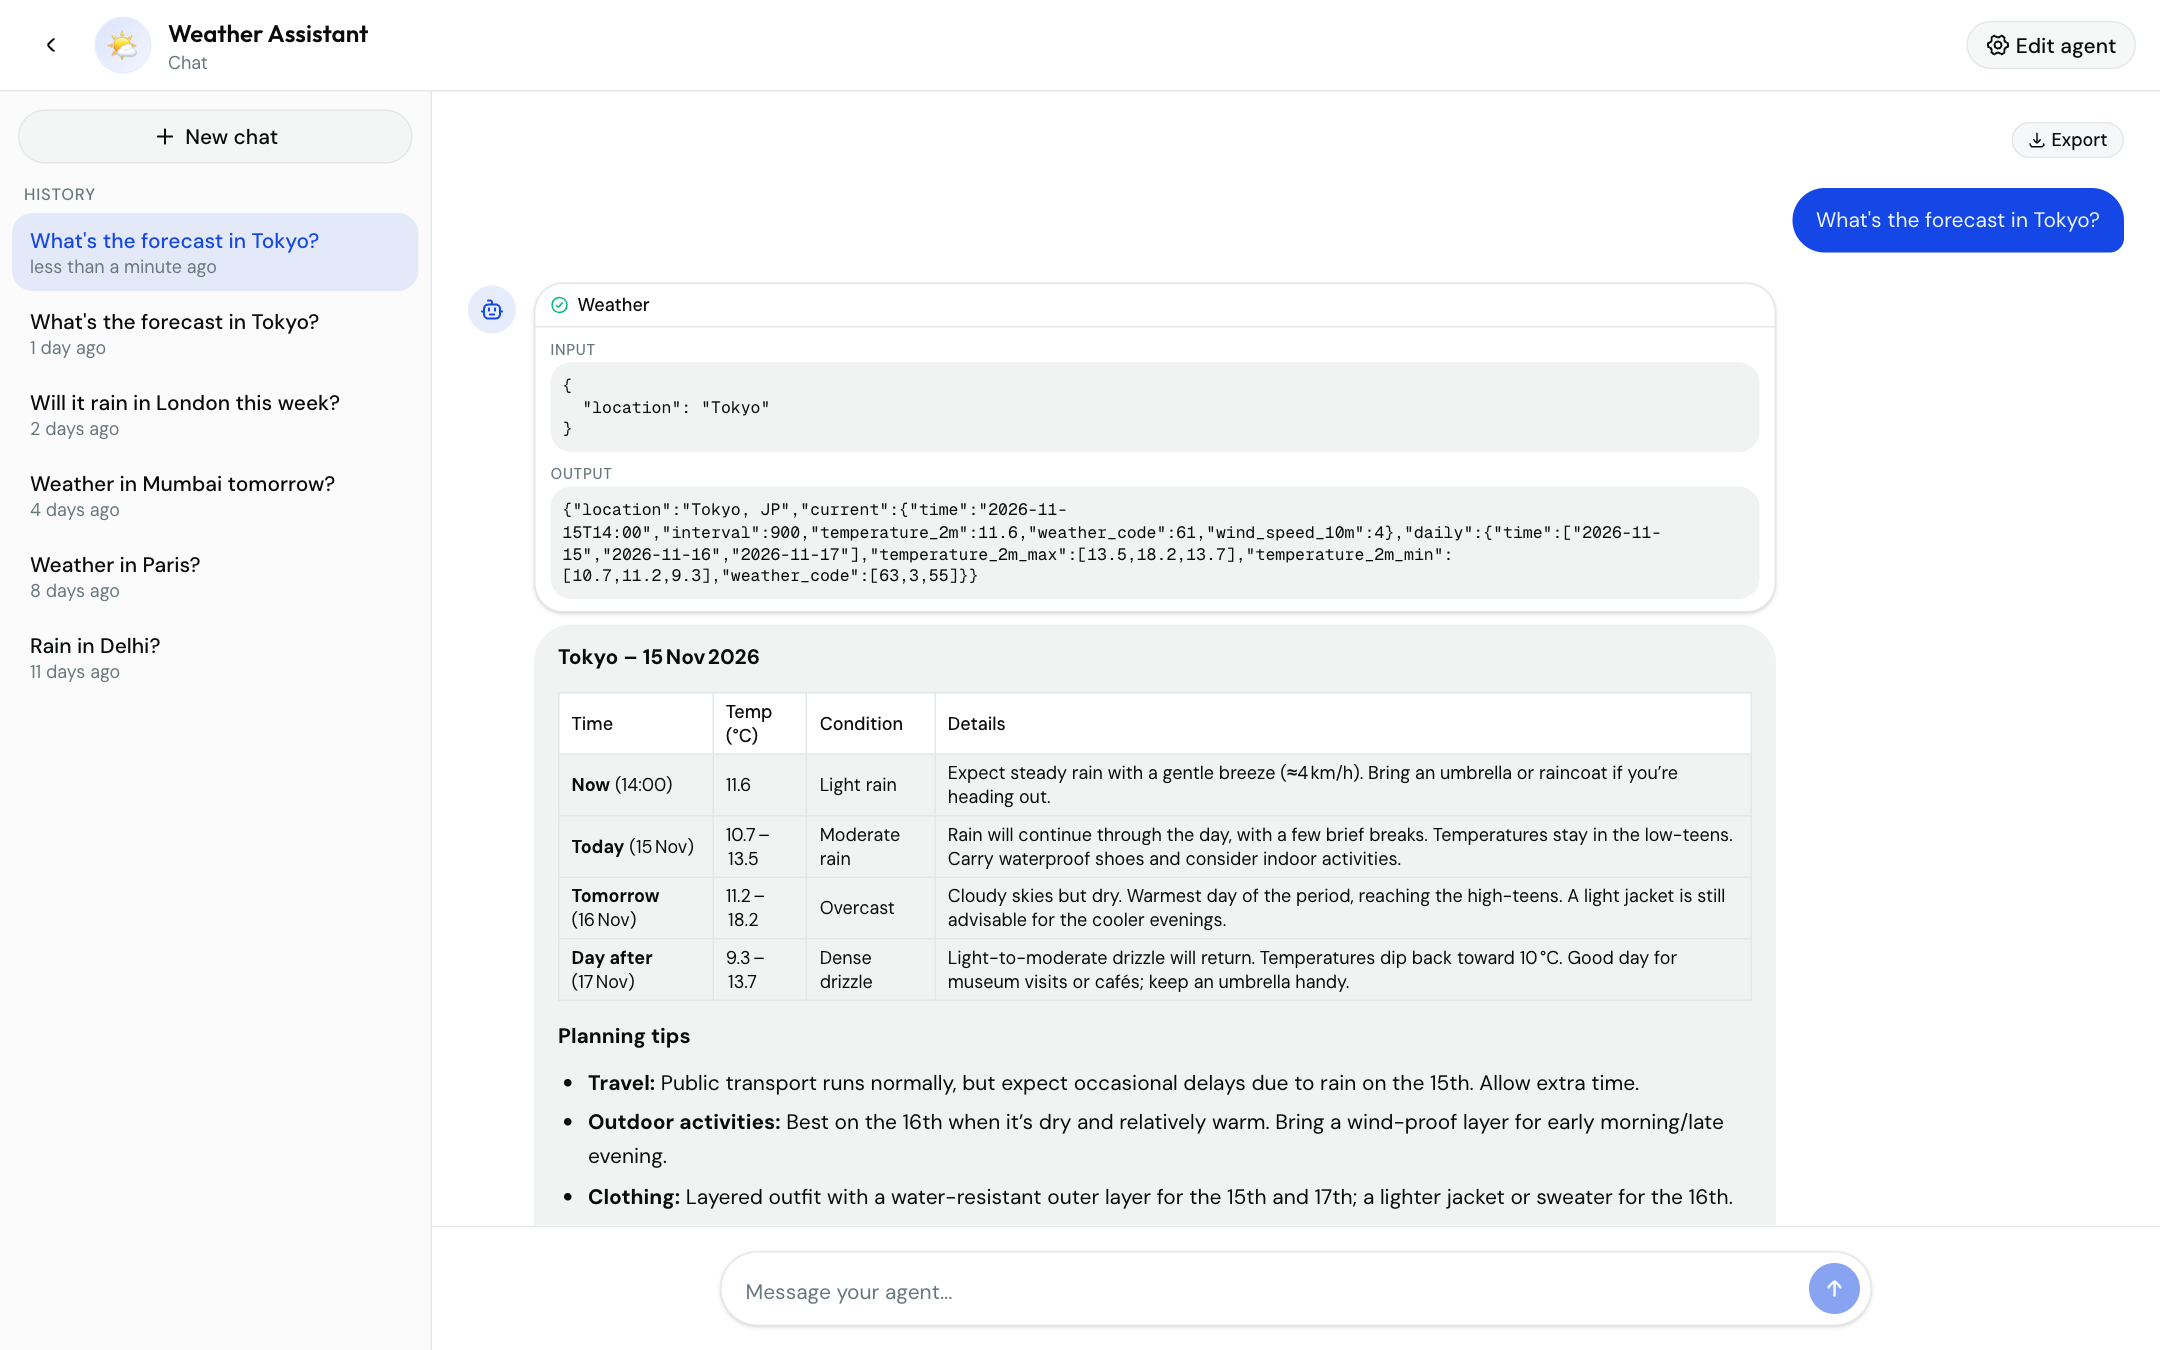 Weather Assistant
Chat
Edit agent
New chat
HISTORY
What's the forecast in Tokyo?
less than a minute ago
What's the forecast in Tokyo?
1 day ago
Will it rain in London this week?
2 days ago
Weather in Mumbai tomorrow?
4 days ago
Weather in Paris?
8 days ago
Rain in Delhi?
11 days ago
Export
What's the forecast in Tokyo?
Weather
INPUT
{
"location": "Tokyo"
}
OUTPUT
{"location":"Tokyo, JP","current":{"time":"2026-11-
15T14:00","interval":900,"temperature_2m":11.6,"weather_code":61,"wind_speed_10m":4},"daily":{"time":["2026-11-
15","2026-11-16","2026-11-17"],"temperature_2m_max":[13.5,18.2,13.7],"temperature_2m_min":
[10.7,11.2,9.3],"weather_code":[63,3,55]}}
Tokyo – 15 Nov 2026
Time
Temp
(°C)
Condition
Details
Now (14:00)
11.6
Light rain
Expect steady rain with a gentle breeze (≈4 km/h). Bring an umbrella or raincoat if you’re
heading out.
Today (15 Nov)
10.7 –
13.5
Moderate
rain
Rain will continue through the day, with a few brief breaks. Temperatures stay in the low-teens.
Carry waterproof shoes and consider indoor activities.
Tomorrow
(16 Nov)
11.2 –
18.2
Overcast
Cloudy skies but dry. Warmest day of the period, reaching the high-teens. A light jacket is still
advisable for the cooler evenings.
Day after
(17 Nov)
9.3 –
13.7
Dense
drizzle
Light-to-moderate drizzle will return. Temperatures dip back toward 10 °C. Good day for
museum visits or cafés; keep an umbrella handy.
Planning tips
• Travel: Public transport runs normally, but expect occasional delays due to rain on the 15th. Allow extra time.
• Outdoor activities: Best on the 16th when it’s dry and relatively warm. Bring a wind-proof layer for early morning/late
evening.
• Clothing: Layered outfit with a water-resistant outer layer for the 15th and 17th; a lighter jacket or sweater for the 16th.
Message your agent...